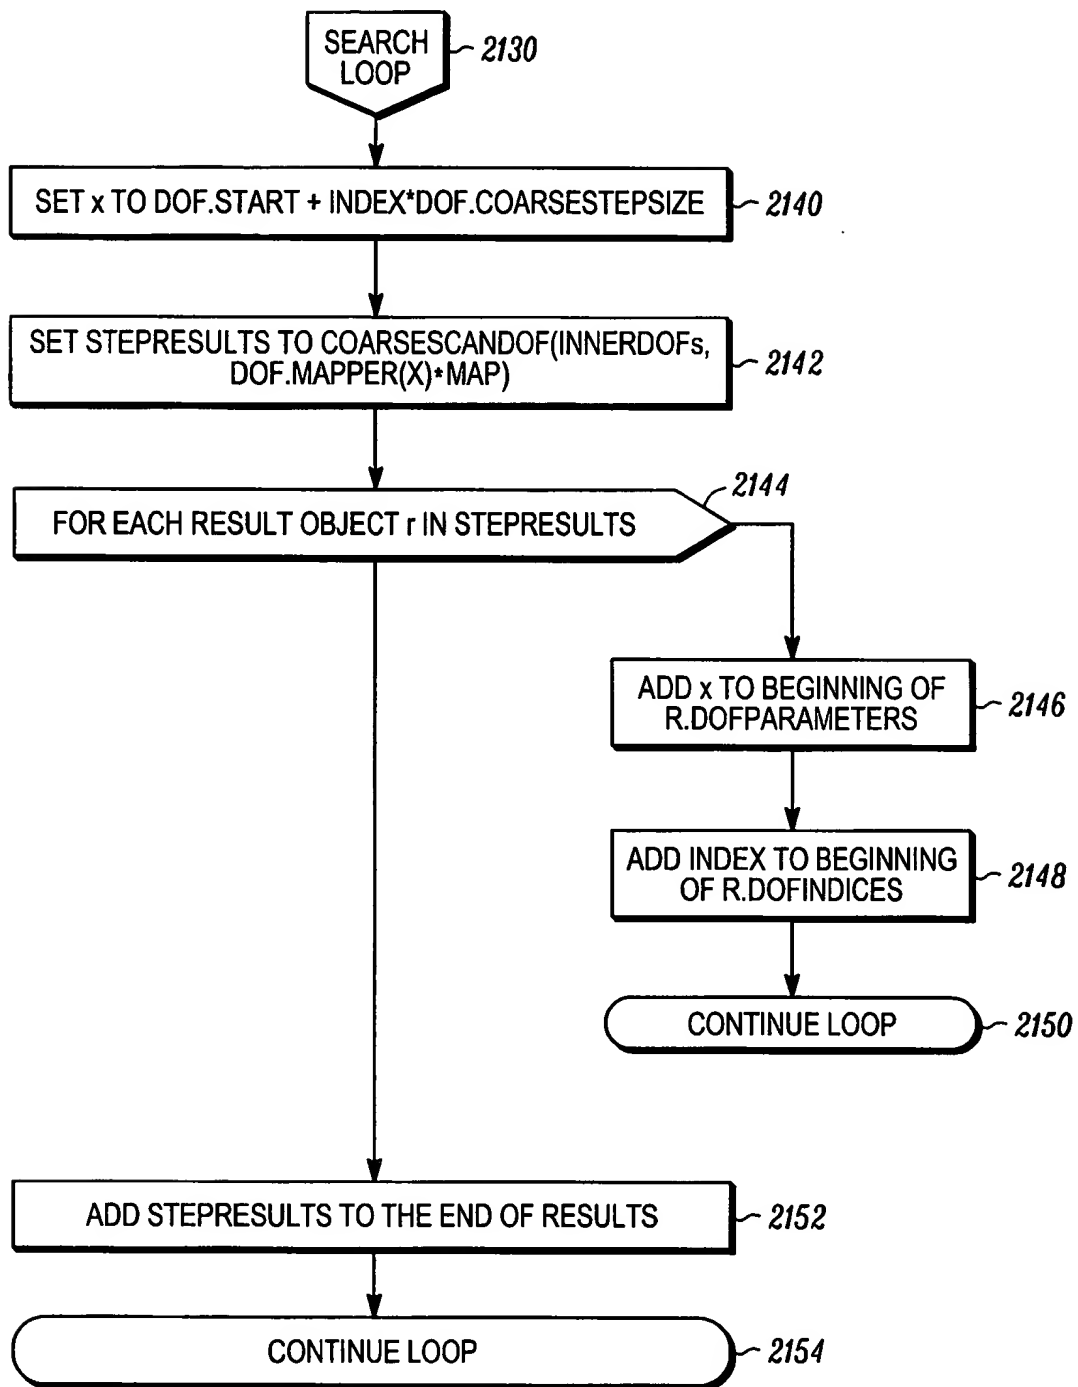 SEARCH
LOOP
2130
SET x TO DOF.START + INDEX*DOF.COARSESTEPSIZE
2140
SET STEPRESULTS TO COARSESCANDOF(INNERDOFs,
DOF.MAPPER(X)*MAP)
2142
FOR EACH RESULT OBJECT r IN STEPRESULTS
2144
ADD x TO BEGINNING OF
R.DOFPARAMETERS
2146
ADD INDEX TO BEGINNING
OF R.DOFINDICES
2148
CONTINUE LOOP
2150
ADD STEPRESULTS TO THE END OF RESULTS
2152
CONTINUE LOOP
2154